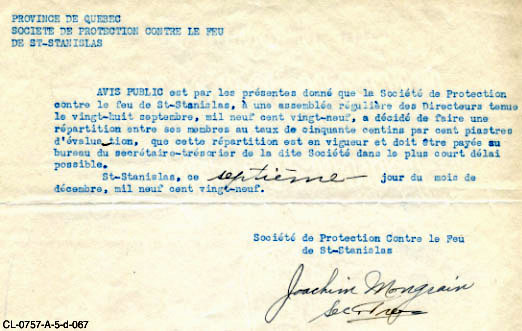 PROVINCE DE QUEBEC
SOCIETE DE PROTECTION CONTRE LE FEU
DE ST-STANISLAS
AVIS PUBLIC est par les présentes donné que la Société de Protection
contre le feu de St-Stanislas, à une assemblée régulière des Directeurs tenue
le vingt-huit septembre, mil neuf cent vingt-neuf, a décidé de faire une
répartition entre ses membres au taux de cinquante centins par cent piastres
d'évaluation, que cette répartition est en vigueur et doit être payée au
bureau du secrétaire-trésorier de la dite Société dans le plus court délai
possible.
St-Stanislas, ce septième jour du mois de
décembre, mil neuf cent vingt-neuf.
Société de Protection Contre le Feu
de St-Stanislas
Joachim Mongrain
Sec Tres
CL-0757-A-5-d-067